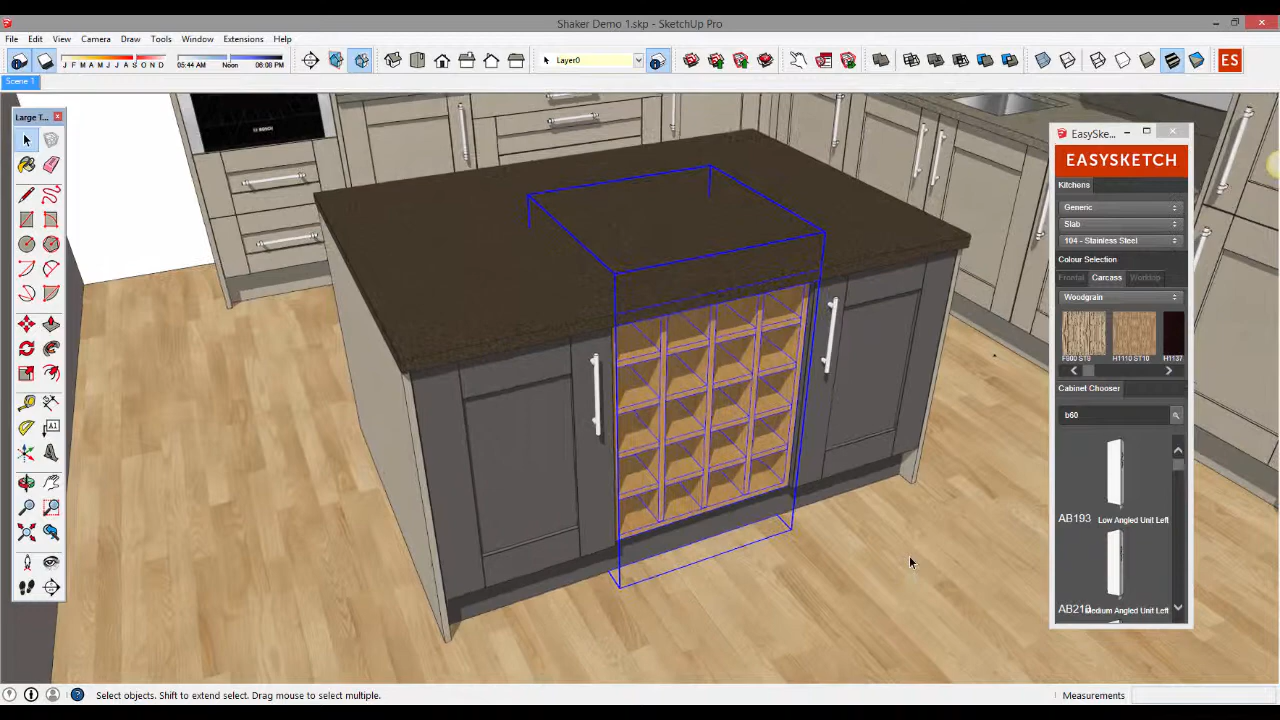 Shaker Demo 1.skp - SketchUp Pro
File Edit View Camera Draw Tools Window Extensions Help
J F M A M J J A S O N D
05:44 AM Noon 06:08 PM
Layer0
ES
Scene 1
Large T...
A1
BOSCH
EasySke...
EASYSKETCH
Kitchens
Generic
Slab
104 - Stainless Steel
Colour Selection
Frontal Carcass Worktop
Woodgrain
H1110 ST10
H1137
Cabinet Chooser
b60
AB193 Low Angled Unit Left
Medium Angled Unit Left
Select objects. Shift to extend select. Drag mouse to select multiple.
Measurements